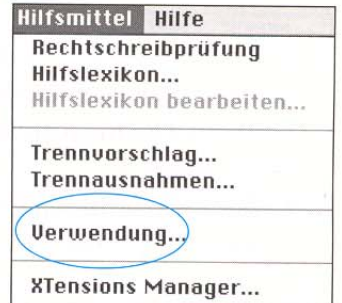 Hilfsmittel Hilfe
Rechtschreibprüfung
Hilfslexikon...
Hilfslexikon bearbeiten...
Trennvorschlag...
Trennausnahmen...
Verwendung...
XTensions Manager...